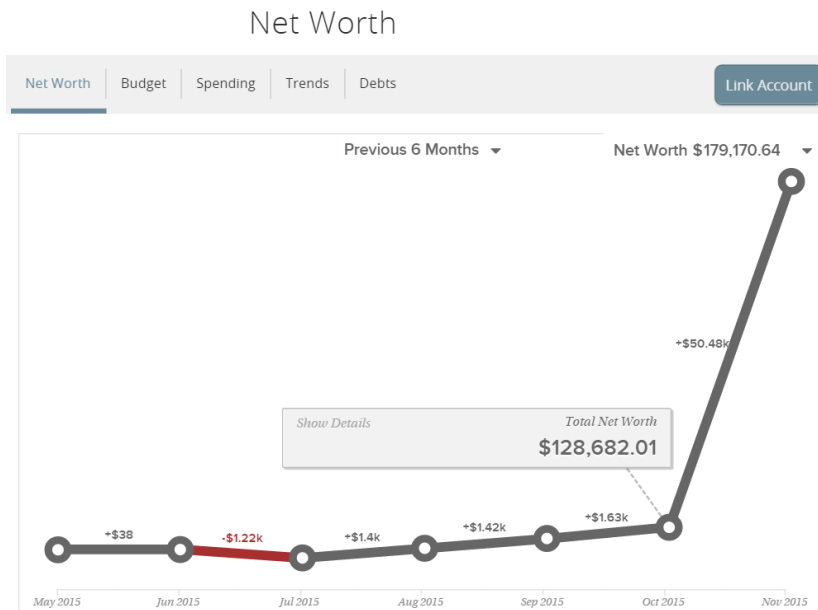 Net Worth
Net Worth Budget Spending Trends Debts Link Account
Previous 6 Months Net Worth $179,170.64
+$50.48k
Show Details Total Net Worth
$128,682.01
+$38 -$1.22k +$1.4k +$1.42k +$1.63k
May 2015 Jun 2015 Jul 2015 Aug 2015 Sep 2015 Oct 2015 Nov 2015